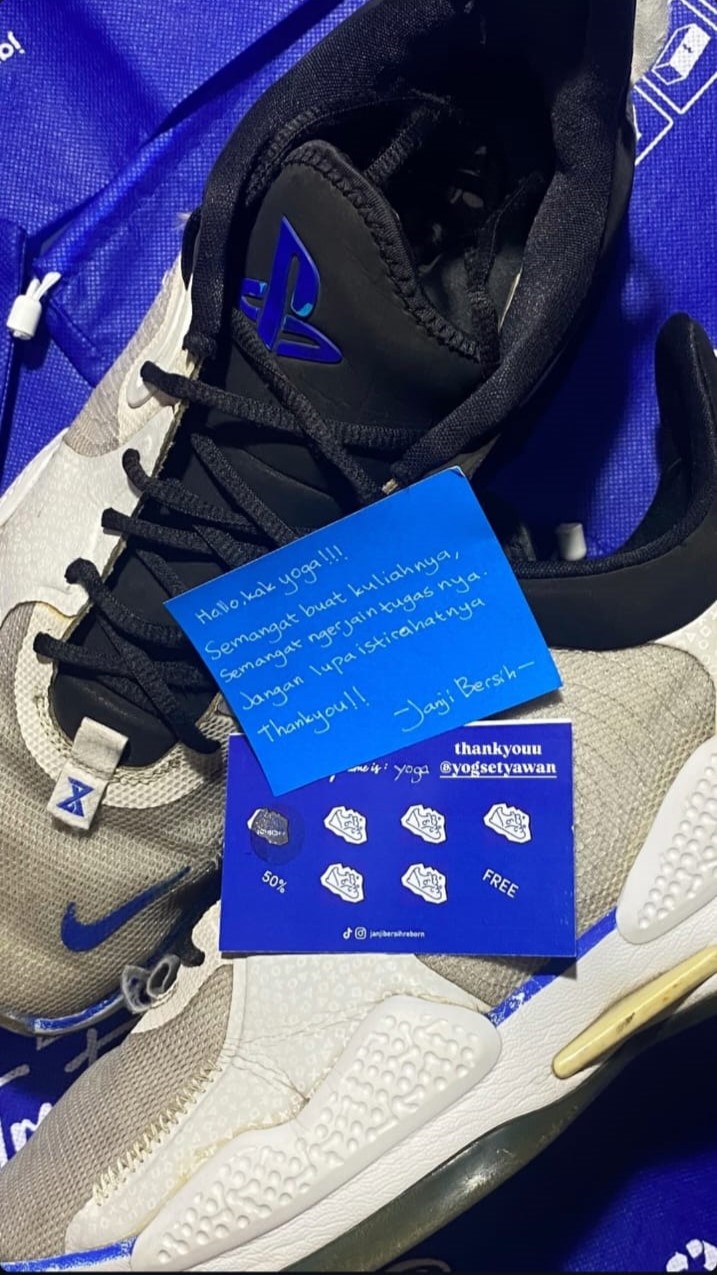 Hallo, kak yoga!!!
Semangat buat kuliahnya,
Semangat ngerjain tugas nya.
Jangan lupa istirahatnya
Thankyou!!
-Janji Bersih-
thankyouu
@yogsetyawan
is: yoga
50%
FREE
janjibersihreborn